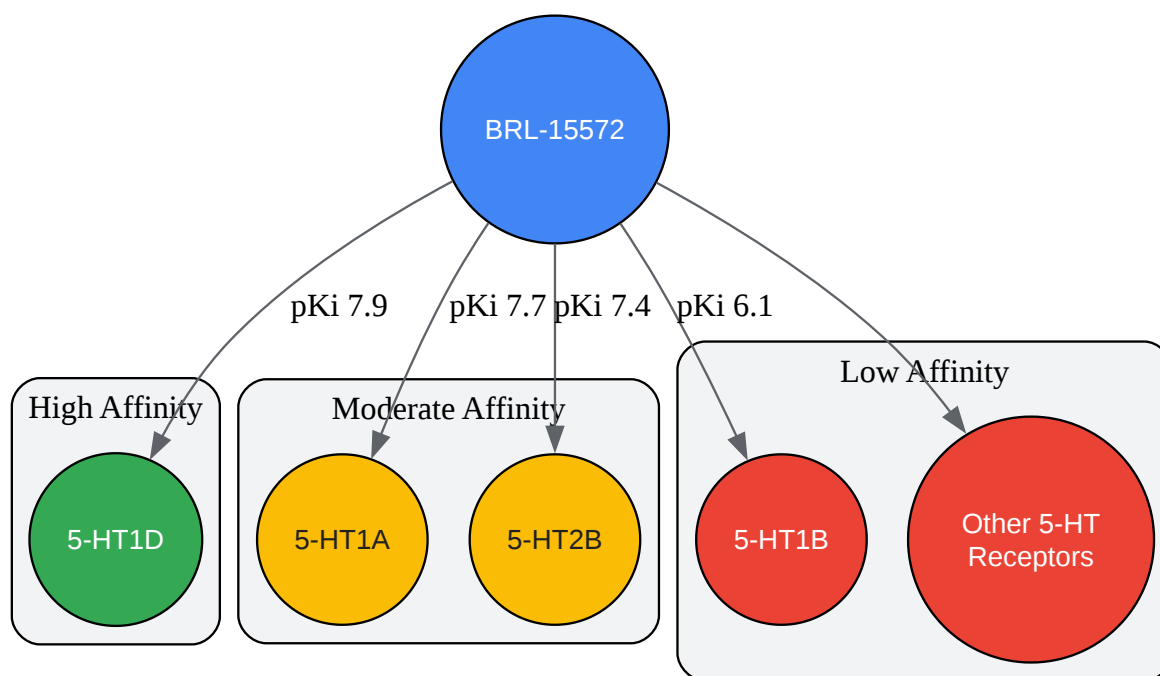 BRL-15572
pKi 7.9
pKi 7.7
pKi 7.4
pKi 6.1
High Affinity
Moderate Affinity
Low Affinity
5-HT1D
5-HT1A
5-HT2B
5-HT1B
Other 5-HT
Receptors